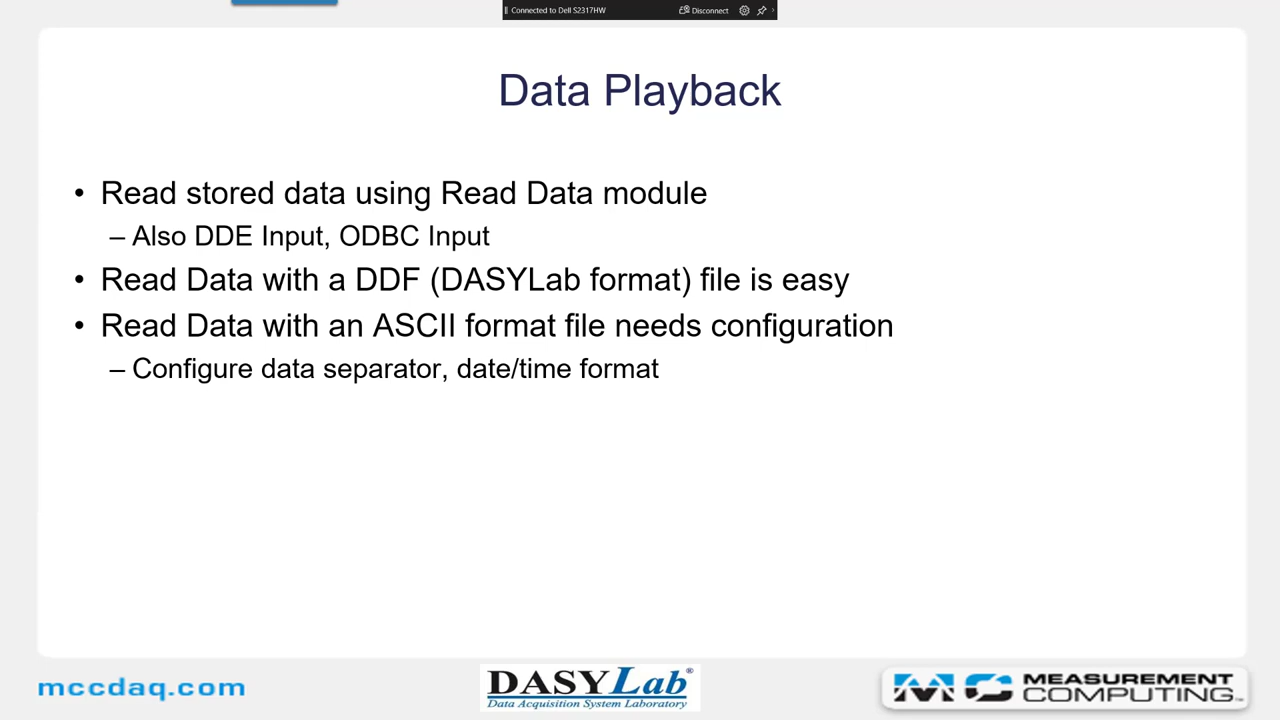 Connected to Dell S2317HW Disconnect
Data Playback
• Read stored data using Read Data module
– Also DDE Input, ODBC Input
• Read Data with a DDF (DASYLab format) file is easy
• Read Data with an ASCII format file needs configuration
– Configure data separator, date/time format
mccdaq.com
DASYLab®
Data Acquisition System Laboratory
MC MEASUREMENT
COMPUTING™